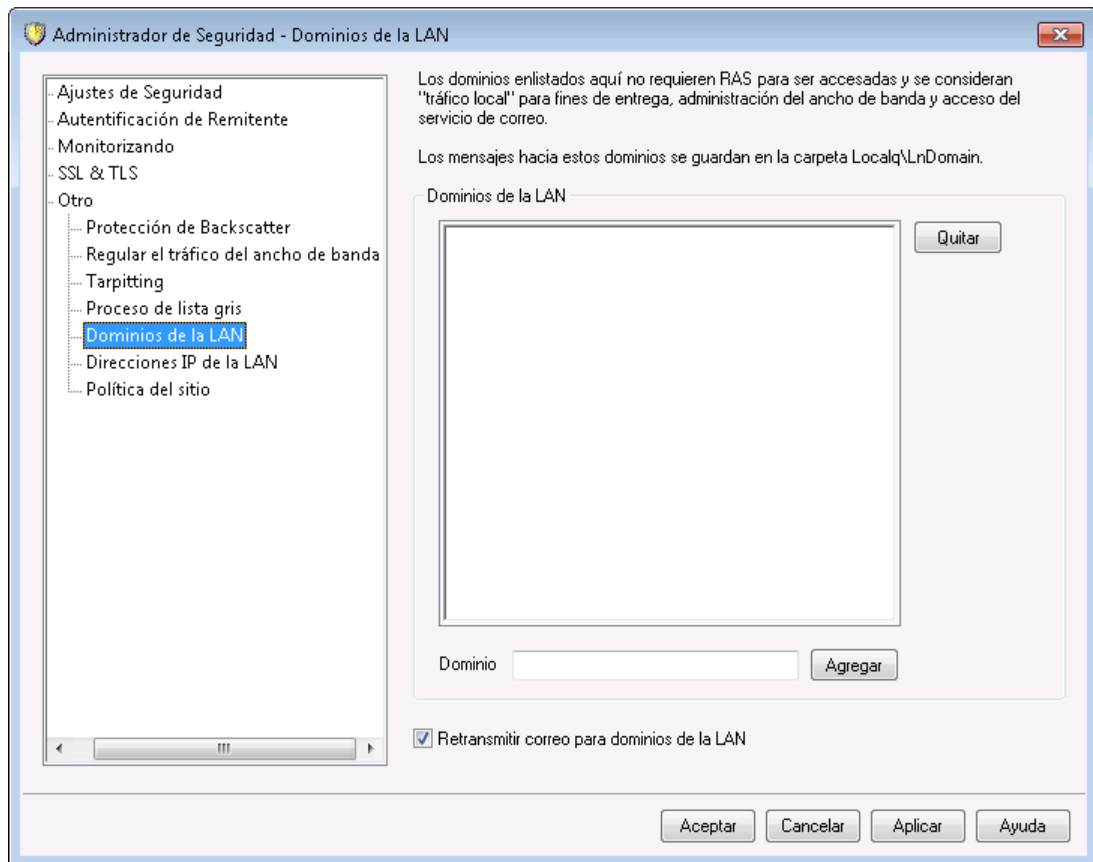 Administrador de Seguridad - Dominios de la LAN
Ajustes de Seguridad
Autentificación de Remitente
Monitorizando
SSL & TLS
Otro
Protección de Backscatter
Regular el tráfico del ancho de banda
Tarpitting
Proceso de lista gris
Dominios de la LAN
Direcciones IP de la LAN
Política del sitio
Los dominios enlistados aquí no requieren RAS para ser accesadas y se consideran
"tráfico local" para fines de entrega, administración del ancho de banda y acceso del
servicio de correo.
Los mensajes hacia estos dominios se guardan en la carpeta Localq\LnDomain.
Dominios de la LAN
Quitar
Dominio
Agregar
Retransmitir correo para dominios de la LAN
Aceptar
Cancelar
Aplicar
Ayuda